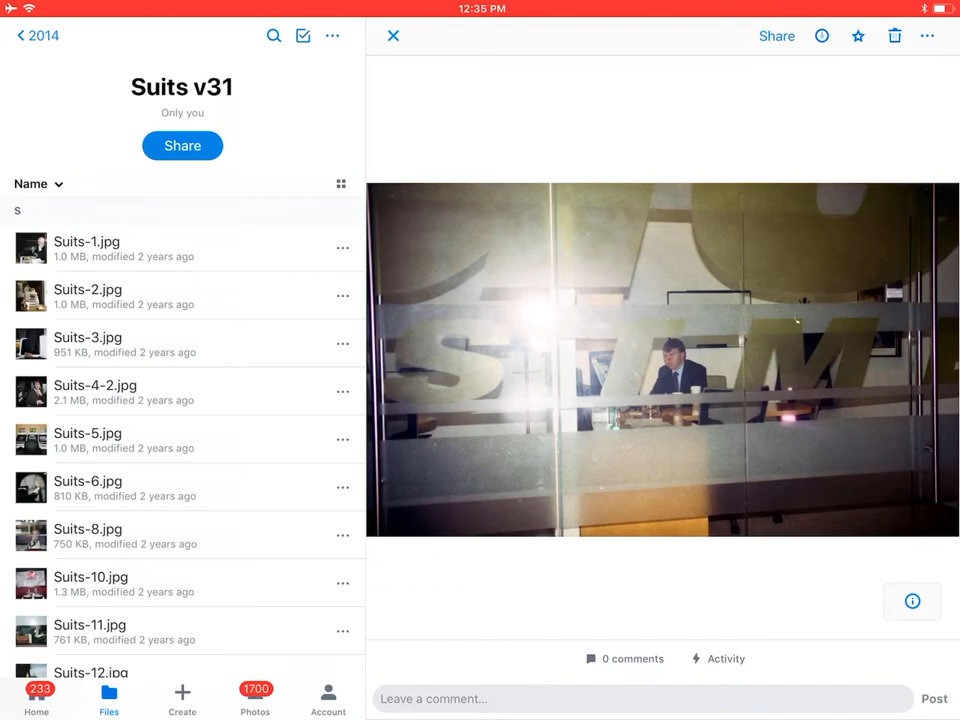 12:35 PM
2014
Suits v31
Only you
Share
Name
S
Suits-1.jpg
1.0 MB, modified 2 years ago
Suits-2.jpg
1.0 MB, modified 2 years ago
Suits-3.jpg
951 KB, modified 2 years ago
Suits-4-2.jpg
2.1 MB, modified 2 years ago
Suits-5.jpg
1.0 MB, modified 2 years ago
Suits-6.jpg
810 KB, modified 2 years ago
Suits-8.jpg
750 KB, modified 2 years ago
Suits-10.jpg
1.3 MB, modified 2 years ago
Suits-11.jpg
761 KB, modified 2 years ago
Suits-12.jpg
233
Home
Files
Create
1700
Photos
Account
Share
0 comments
Activity
Leave a comment...
Post